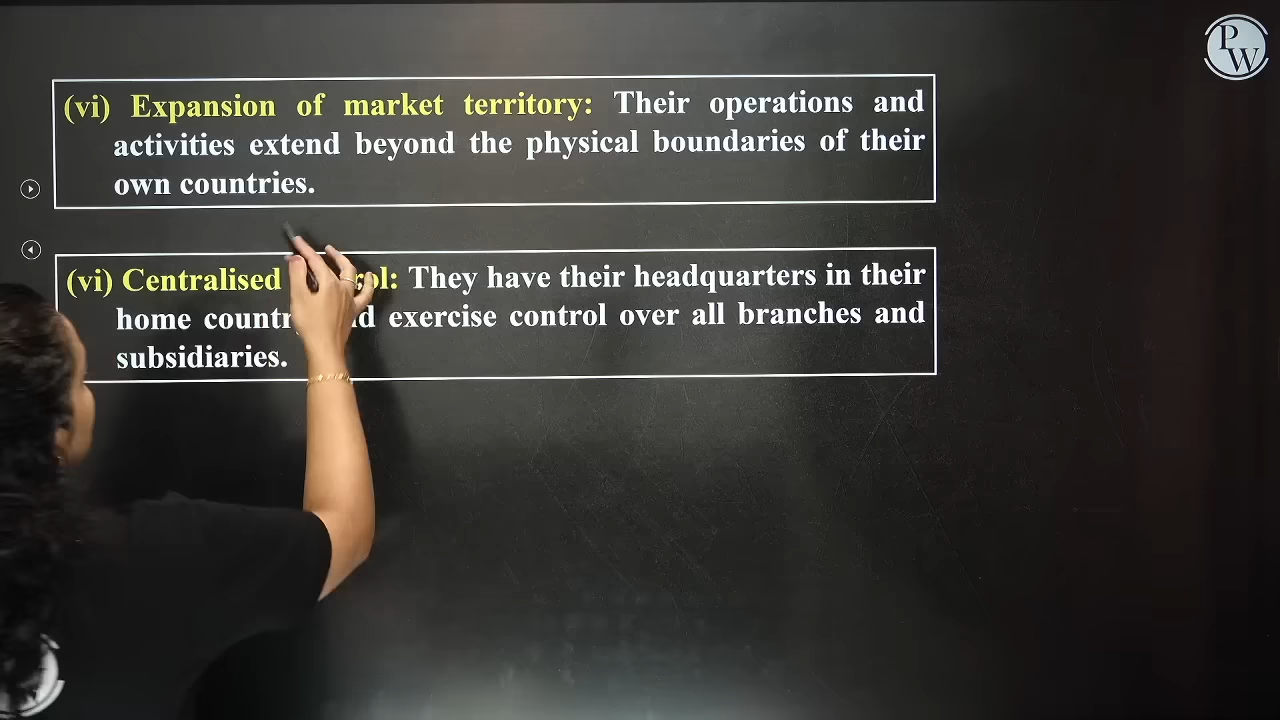 PW
(vi) Expansion of market territory: Their operations and
activities extend beyond the physical boundaries of their
own countries.
(vi) Centralised They have their headquarters in their
home exercise control over all branches and
subsidiaries.